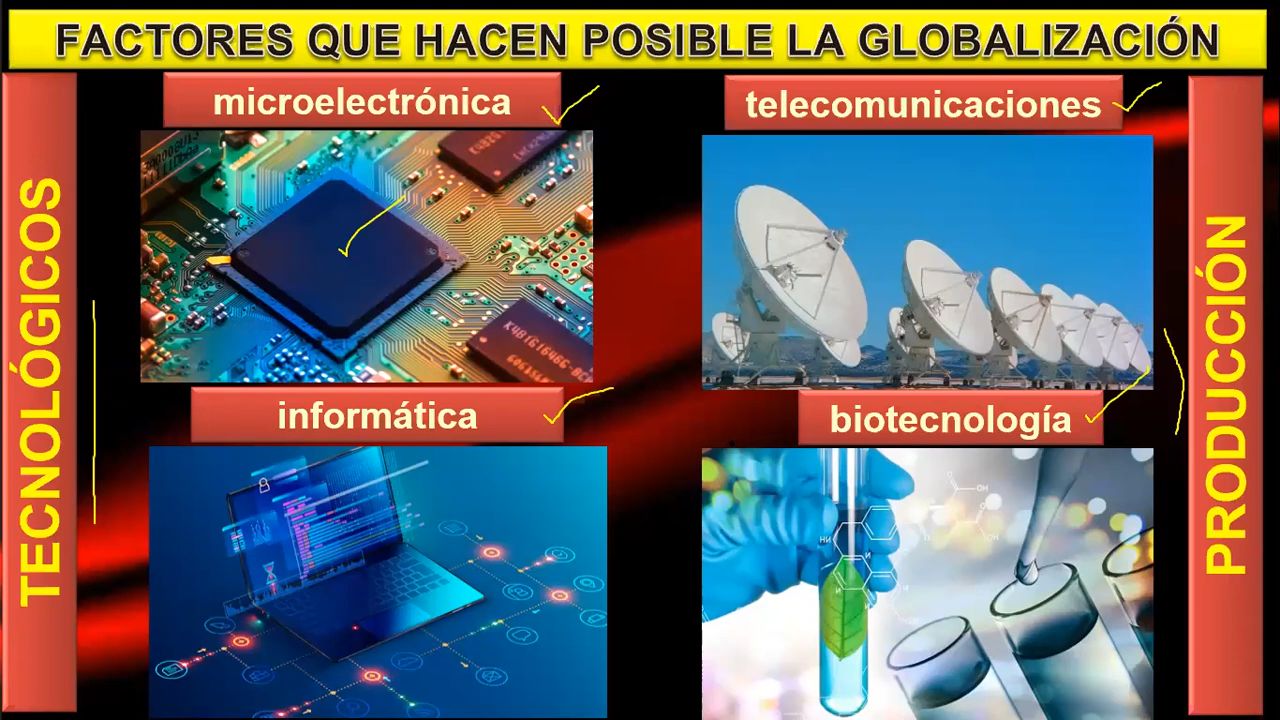 FACTORES QUE HACEN POSIBLE LA GLOBALIZACIÓN
TECNOLÓGICOS
microelectrónica
telecomunicaciones
informática
biotecnología
PRODUCCIÓN